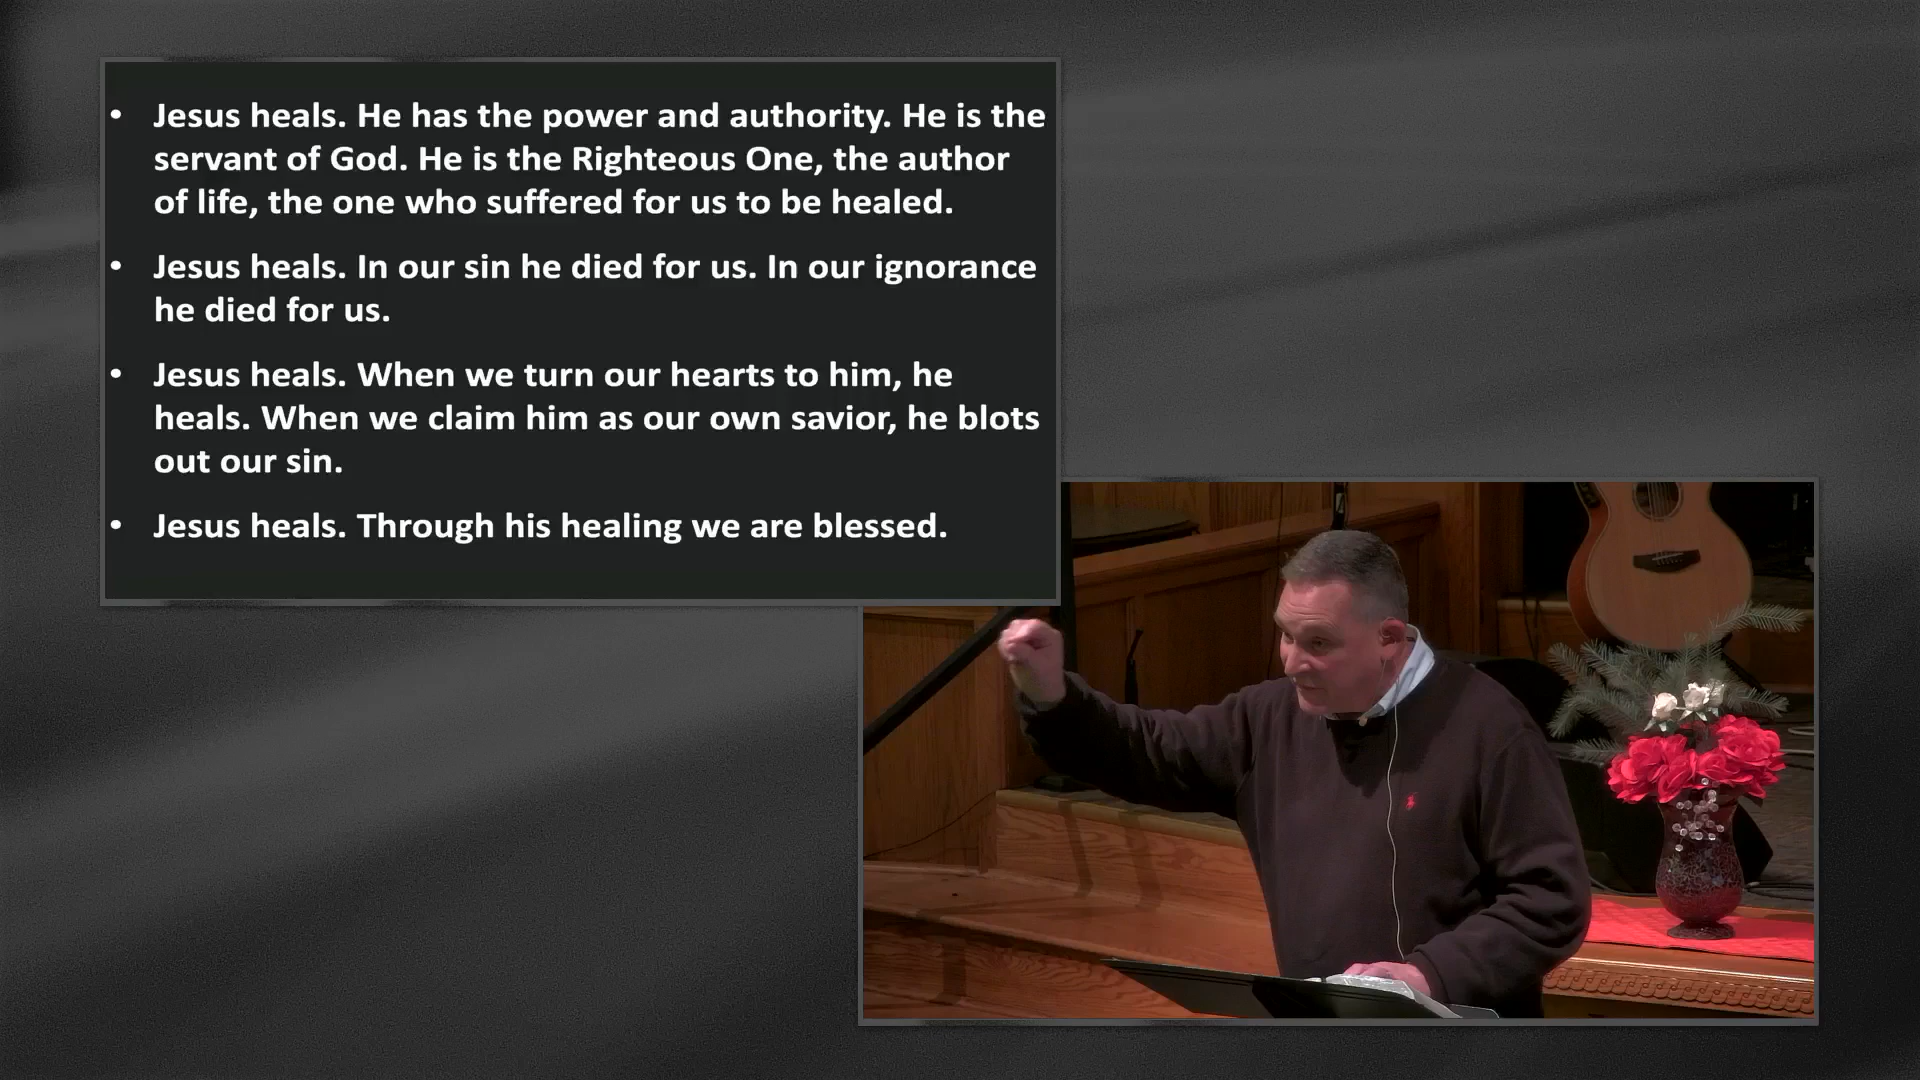 • Jesus heals. He has the power and authority. He is the
servant of God. He is the Righteous One, the author
of life, the one who suffered for us to be healed.
• Jesus heals. In our sin he died for us. In our ignorance
he died for us.
• Jesus heals. When we turn our hearts to him, he
heals. When we claim him as our own savior, he blots
out our sin.
• Jesus heals. Through his healing we are blessed.